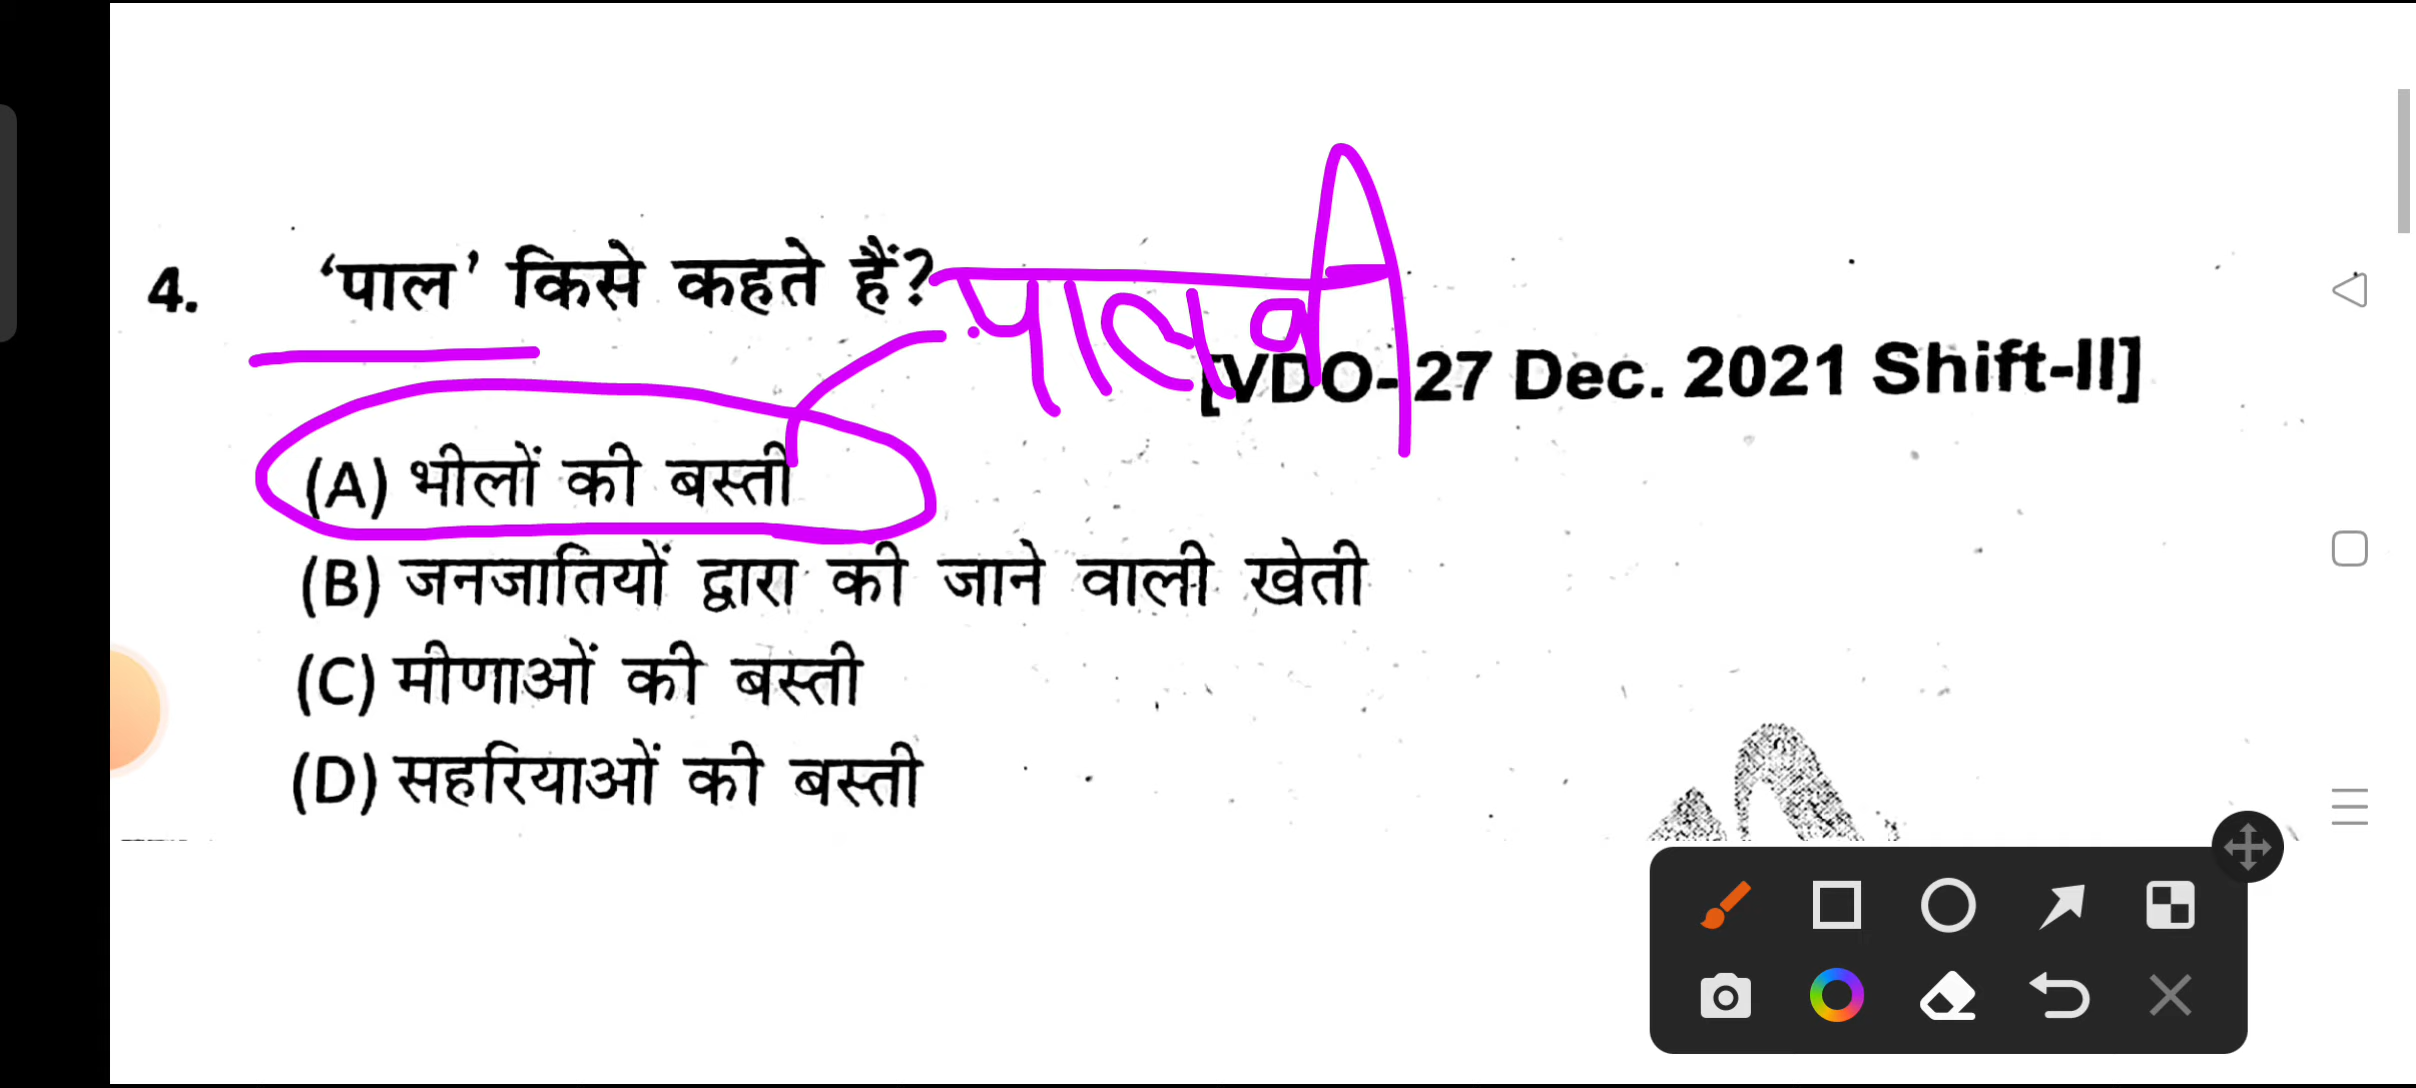 4. ‘पाल’ किसे कहते हैं? पालवी
[VDO-27 Dec. 2021 Shift-II]
(A) भीलों की बस्ती
(B) जनजातियों द्वारा की जाने वाली खेती
(C) मीणाओं की बस्ती
(D) सहरियाओं की बस्ती